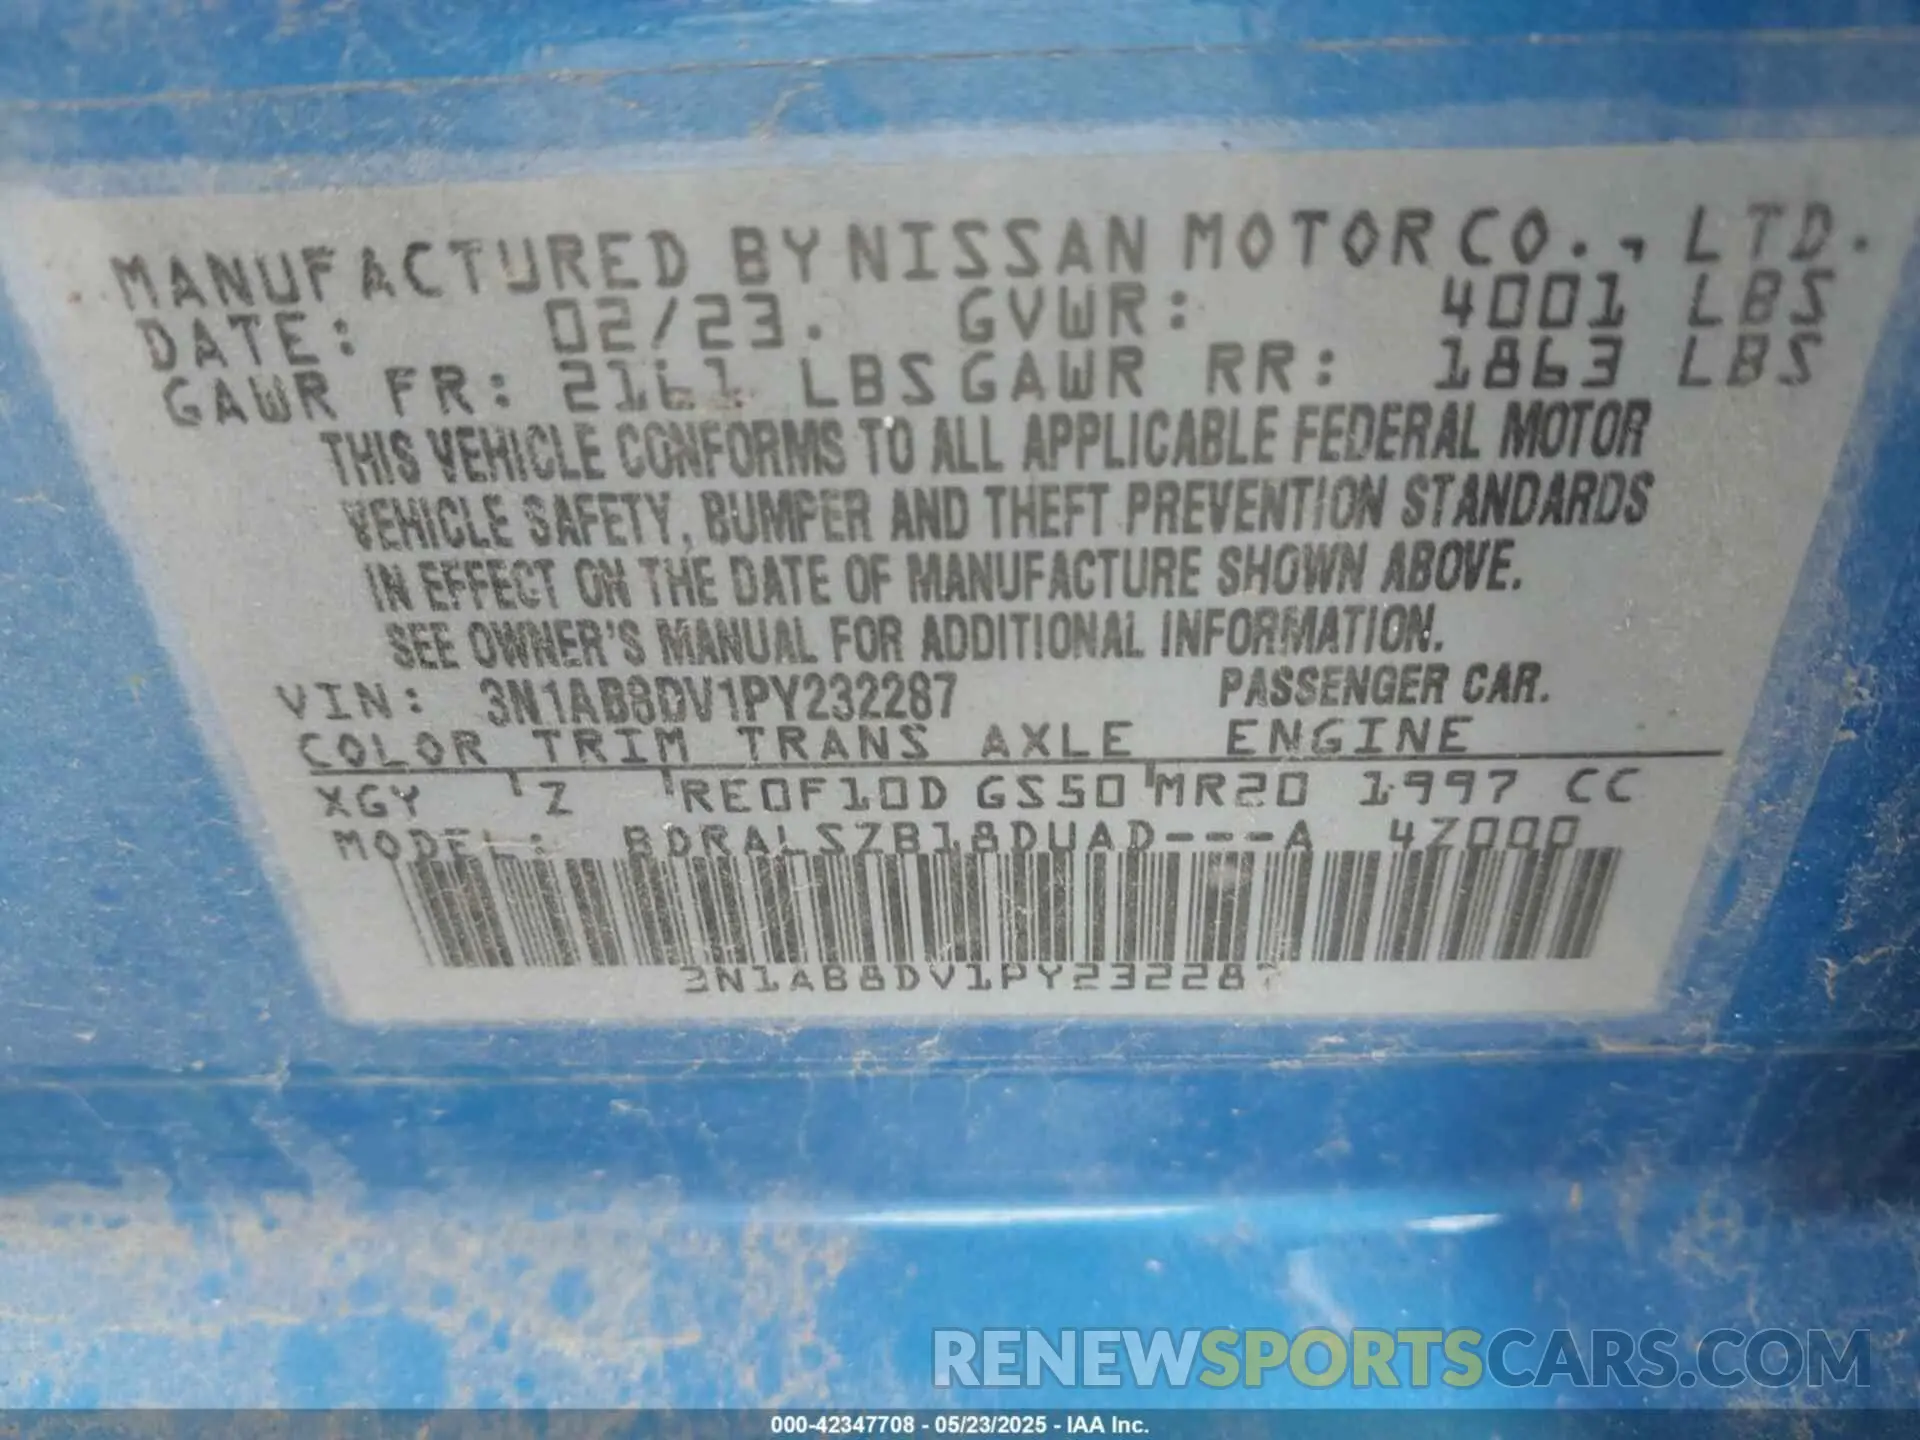 MANUFACTURED BY NISSAN MOTOR CO., LTD.
DATE: 02/23. GVWR: 4001 LBS
GAWR FR: 2161 LBS GAWR RR: 1863 LBS
THIS VEHICLE CONFORMS TO ALL APPLICABLE FEDERAL MOTOR
VEHICLE SAFETY, BUMPER AND THEFT PREVENTION STANDARDS
IN EFFECT ON THE DATE OF MANUFACTURE SHOWN ABOVE.
SEE OWNER'S MANUAL FOR ADDITIONAL INFORMATION.
VIN: 3N1AB8DV1PY232287 PASSENGER CAR.
COLOR TRIM TRANS AXLE ENGINE
XGY Z RE0F10D GS50 MR20 1997 CC
MODEL: BDRALSZB18DUAD---A 4Z000
3N1AB8DV1PY232287
RENEWSPORTSCARS.COM
000-42347708 - 05/23/2025 - IAA Inc.